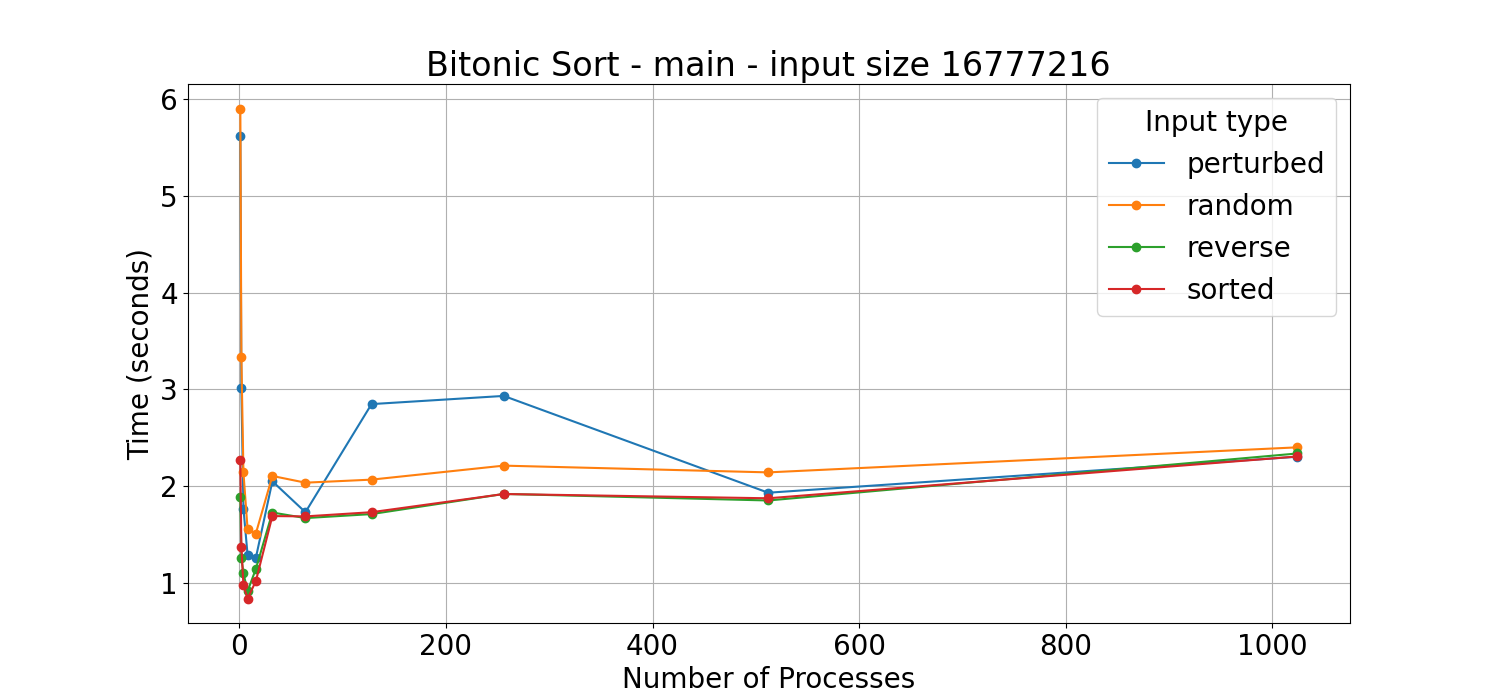 Bitonic Sort - main - input size 16777216
Time (seconds)
6
5
4
3
2
1
Input type
perturbed
random
reverse
sorted
0 200 400 600 800 1000
Number of Processes